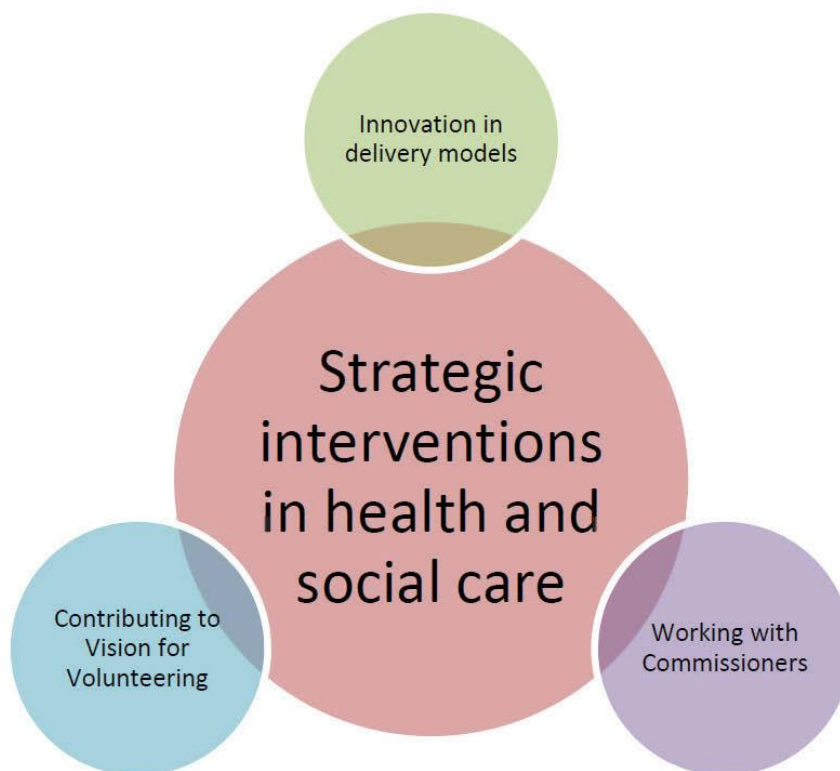 Innovation in
delivery models
Strategic
interventions
in health and
social care
Contributing to
Vision for
Volunteering
Working with
Commissioners